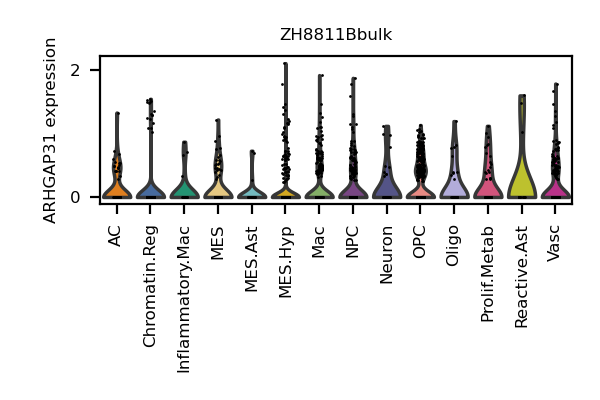 ZH8811Bbulk
ARHGAP31 expression
2
0
AC
Chromatin.Reg
Inflammatory.Mac
MES
MES.Ast
MES.Hyp
Mac
NPC
Neuron
OPC
Oligo
Prolif.Metab
Reactive.Ast
Vasc